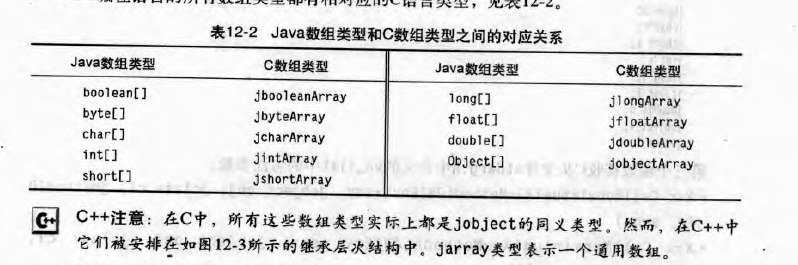 语言的所有数组类型都有相对应的C语言类型，见表12-2。
表12-2 Java数组类型和C数组类型之间的对应关系
Java数组类型 C数组类型 Java数组类型 C数组类型
boolean[] jbooleanArray long[] jlongArray
byte[] jbyteArray float[] jfloatArray
char[] jcharArray double[] jdoubleArray
int[] jintArray Object[] jobjectArray
short[] jshortArray
C++注意：在C中，所有这些数组类型实际上都是jobject的同义类型。然而，在C++中
它们被安排在如图12-3所示的继承层次结构中。jarray类型表示一个通用数组。